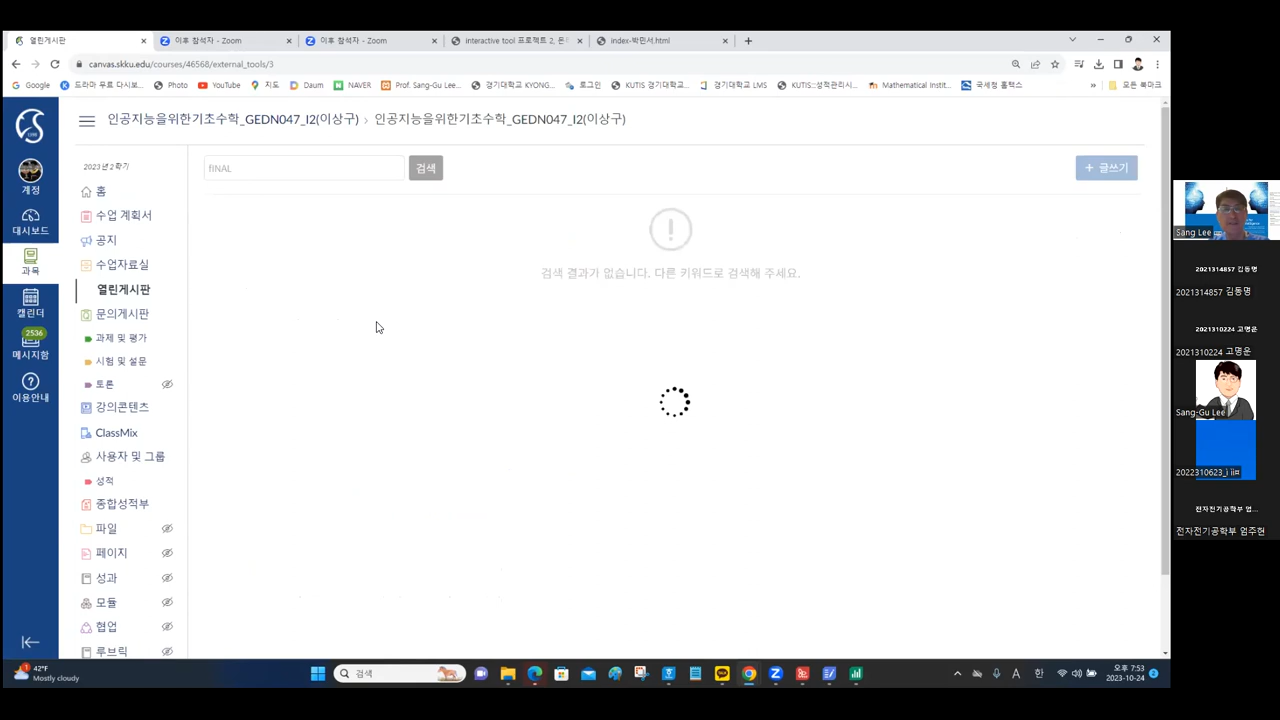 열린게시판
이후 참석자 - Zoom
이후 참석자 - Zoom
interactive tool 프로젝트 2, 은
index-박민서.html
canvas.skku.edu/courses/46568/external_tools/3
Google
드라마 무료 다시보...
Photo
YouTube
지도
Daum
NAVER
Prof. Sang-Gu Lee...
경기대학교 KYONG...
로그인
KUTIS 경기대학교...
경기대학교 LMS
KUTIS::성적관리시...
Mathematical Instit...
국세청 홈택스
»
모든 북마크
인공지능을위한기초수학_GEDN047_I2(이상구) › 인공지능을위한기초수학_GEDN047_I2(이상구)
계정
대시보드
과목
캘린더
2536
메시지함
이용안내
2023년 2학기
홈
수업 계획서
공지
수업자료실
열린게시판
문의게시판
과제 및 평가
시험 및 설문
토론
강의콘텐츠
ClassMix
사용자 및 그룹
성적
종합성적부
파일
페이지
성과
모듈
협업
루브릭
fINAL
검색
+ 글쓰기
검색 결과가 없습니다. 다른 키워드로 검색해 주세요.
Sang Lee
2021314857 김동명
2021314857 김동명
2021310224 고명운
2021310224 고명운
Sang-Gu Lee
전자전기공학부 엄...
전자전기공학부 엄주헌
42°F
Mostly cloudy
검색
A
한
오후 7:53
2023-10-24
2